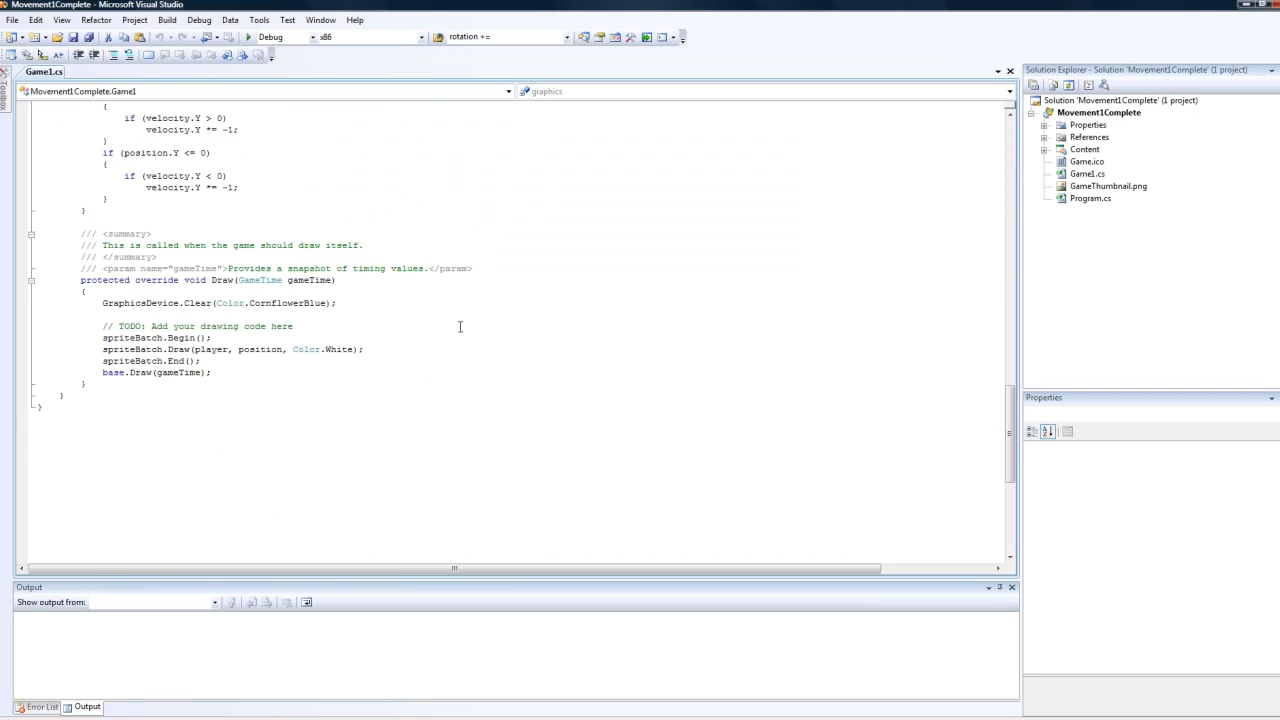 Movement1Complete - Microsoft Visual Studio
File Edit View Refactor Project Build Debug Data Tools Test Window Help
Debug x86 rotation +=
Toolbox
Game1.cs
Movement1Complete.Game1 graphics
{
if (velocity.Y > 0)
velocity.Y *= -1;
}
if (position.Y <= 0)
{
if (velocity.Y < 0)
velocity.Y *= -1;
}
}
/// <summary>
/// This is called when the game should draw itself.
/// </summary>
/// <param name="gameTime">Provides a snapshot of timing values.</param>
protected override void Draw(GameTime gameTime)
{
GraphicsDevice.Clear(Color.CornflowerBlue);
// TODO: Add your drawing code here
spriteBatch.Begin();
spriteBatch.Draw(player, position, Color.White);
spriteBatch.End();
base.Draw(gameTime);
}
}
}
Output
Show output from:
Error List Output
Solution Explorer - Solution 'Movement1Complete' (1 project)
Solution 'Movement1Complete' (1 project)
Movement1Complete
Properties
References
Content
Game.ico
Game1.cs
GameThumbnail.png
Program.cs
Properties